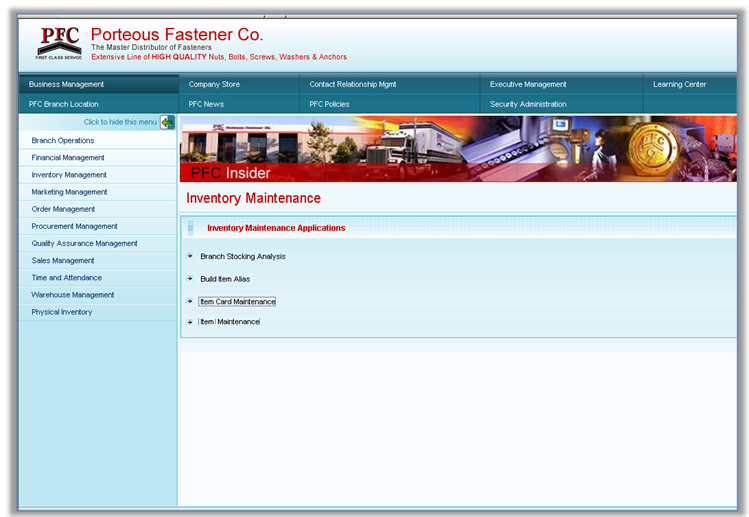 PFC
FIRST CLASS SERVICE
Porteous Fastener Co.
The Master Distributor of Fasteners
Extensive Line of HIGH QUALITY Nuts, Bolts, Screws, Washers & Anchors
Business Management
Company Store
Contact Relationship Mgmt
Executive Management
Learning Center
PFC Branch Location
PFC News
PFC Policies
Security Administration
Click to hide this menu
Branch Operations
Financial Management
Inventory Management
Marketing Management
Order Management
Procurement Management
Quality Assurance Management
Sales Management
Time and Attendance
Warehouse Management
Physical Inventory
Porteous Fastener Co.
PFC Insider
Inventory Maintenance
Inventory Maintenance Applications
Branch Stocking Analysis
Build Item Alias
Item Card Maintenance
Item Maintenance